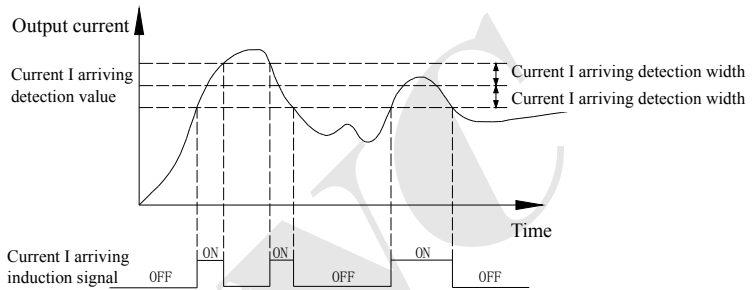 Output current
Current I arriving
detection value
Current I arriving detection width
Current I arriving detection width
Time
Current I arriving
induction signal
OFF
ON
ON
OFF
ON
OFF